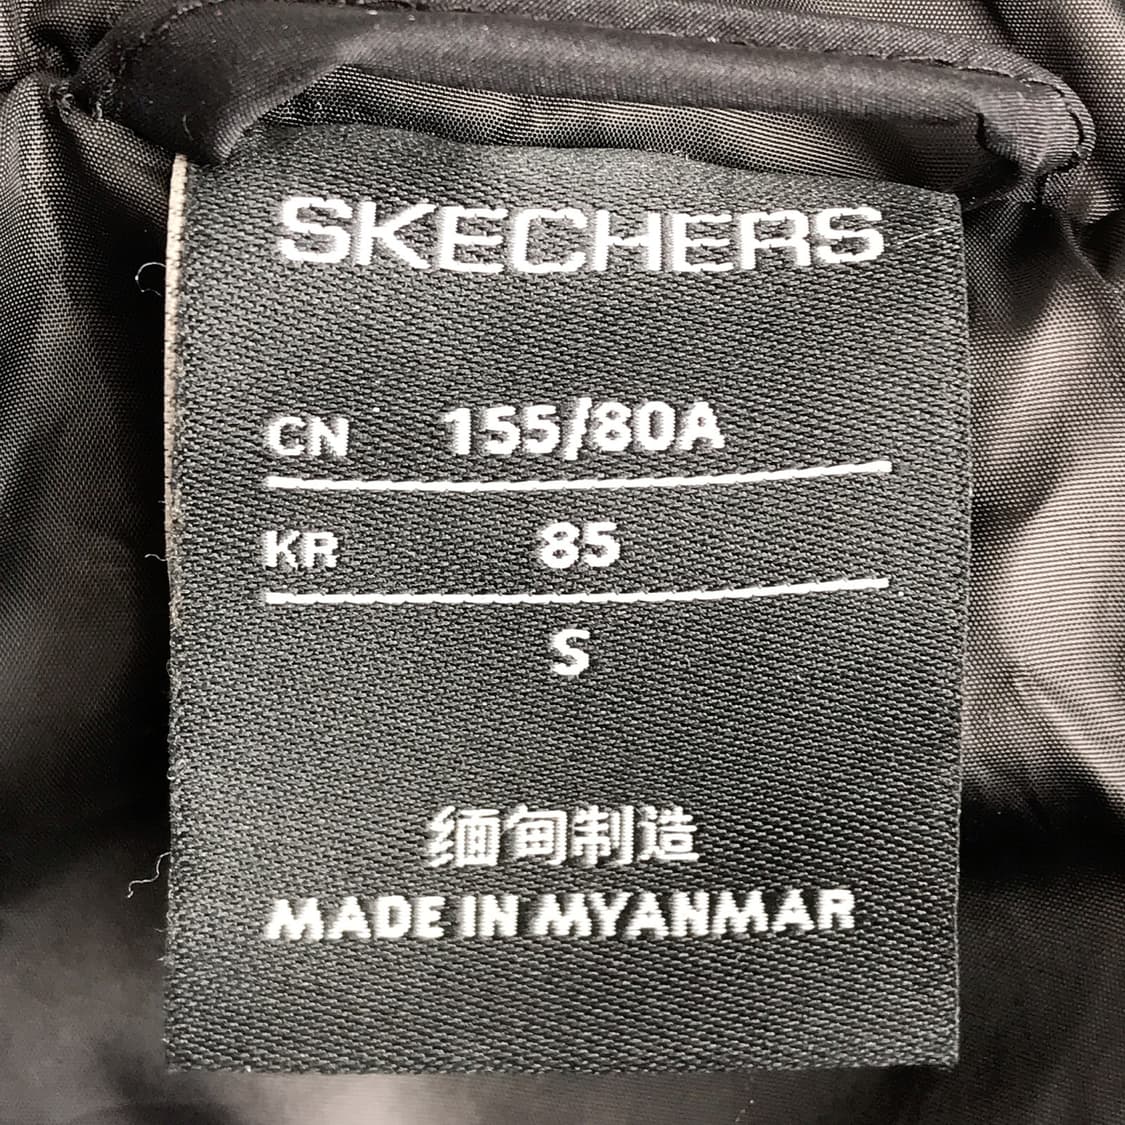 SKECHERS
CN 155/80A
KR 85
S
缅甸制造
MADE IN MYANMAR